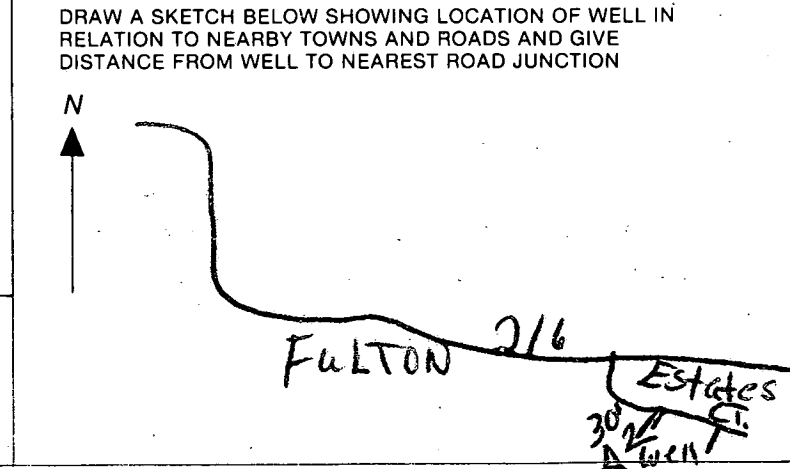 DRAW A SKETCH BELOW SHOWING LOCATION OF WELL IN
RELATION TO NEARBY TOWNS AND ROADS AND GIVE
DISTANCE FROM WELL TO NEAREST ROAD JUNCTION
N
FULTON 216
Estates
CT.
30'
Well